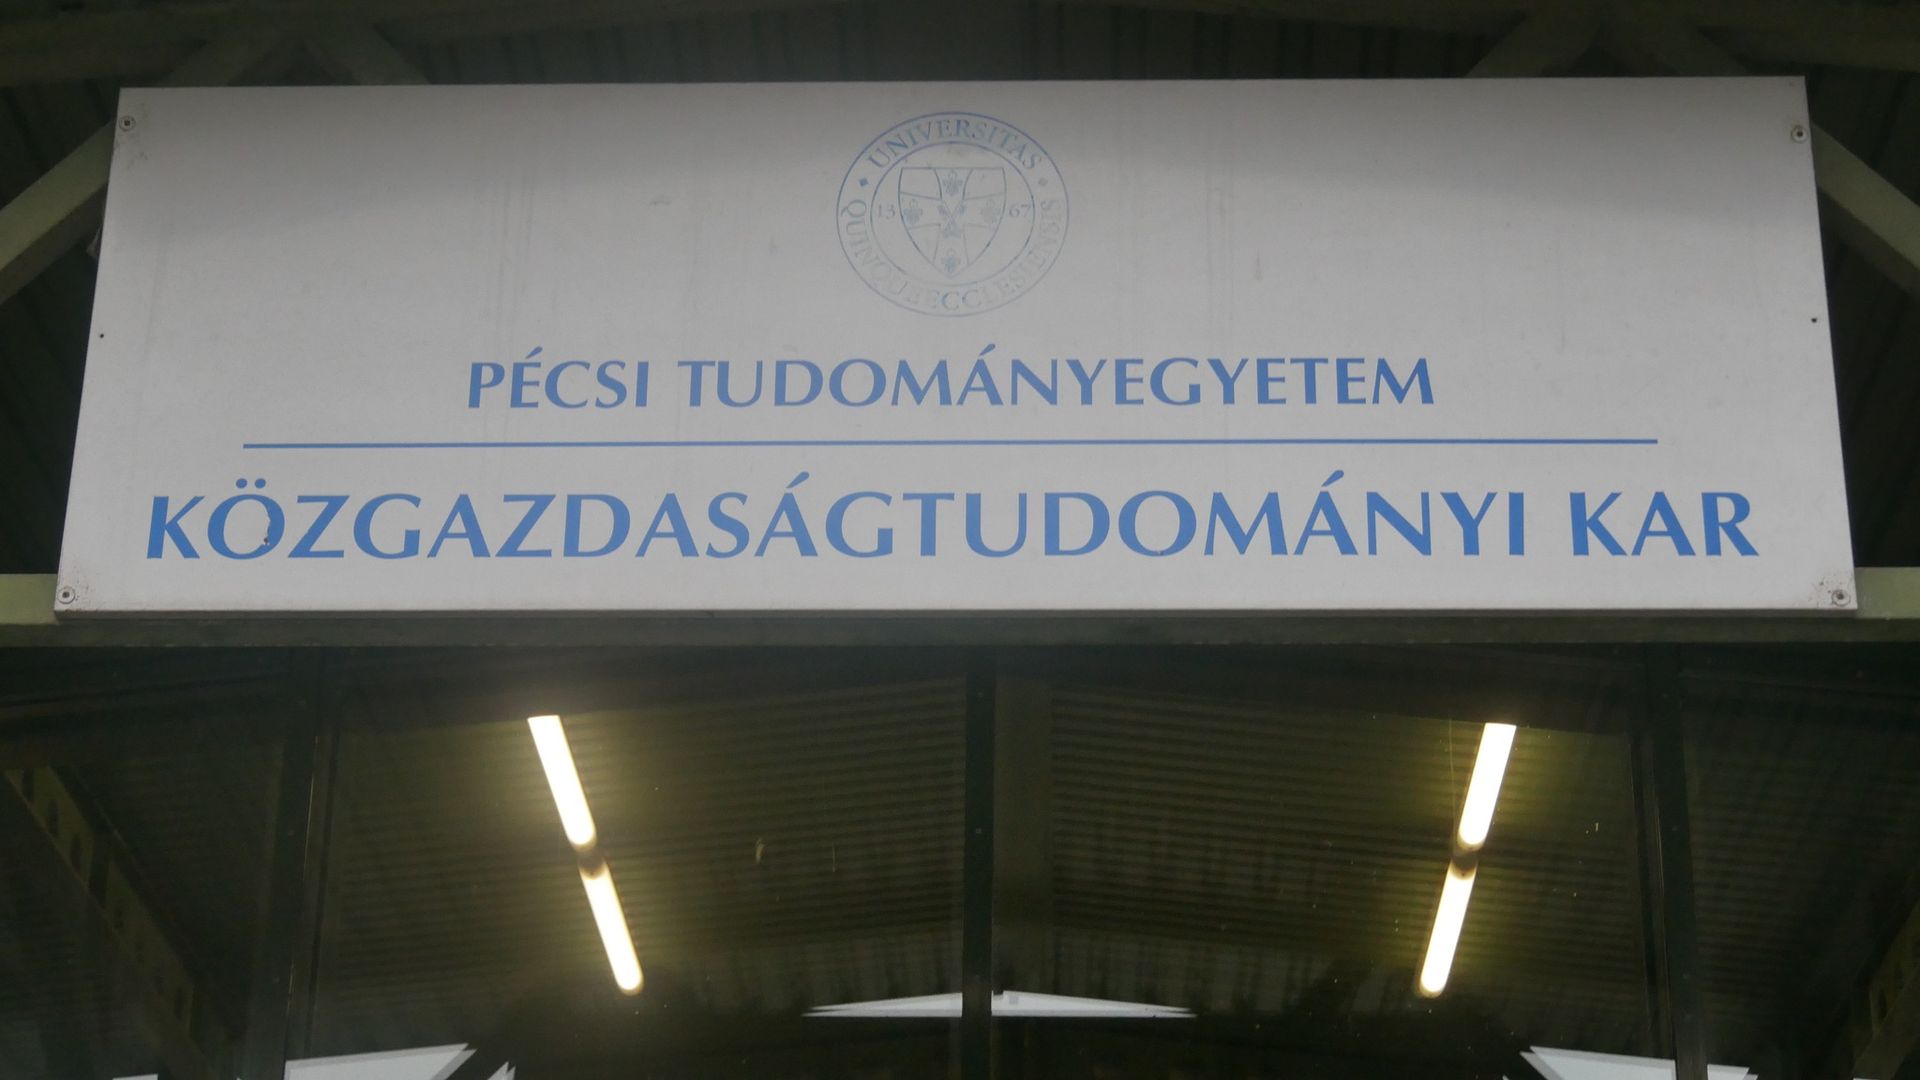 UNIVERSITAS
QUINQUEECCLESIENSIS
13 67
PÉCSI TUDOMÁNYEGYETEM
KÖZGAZDASÁGTUDOMÁNYI KAR